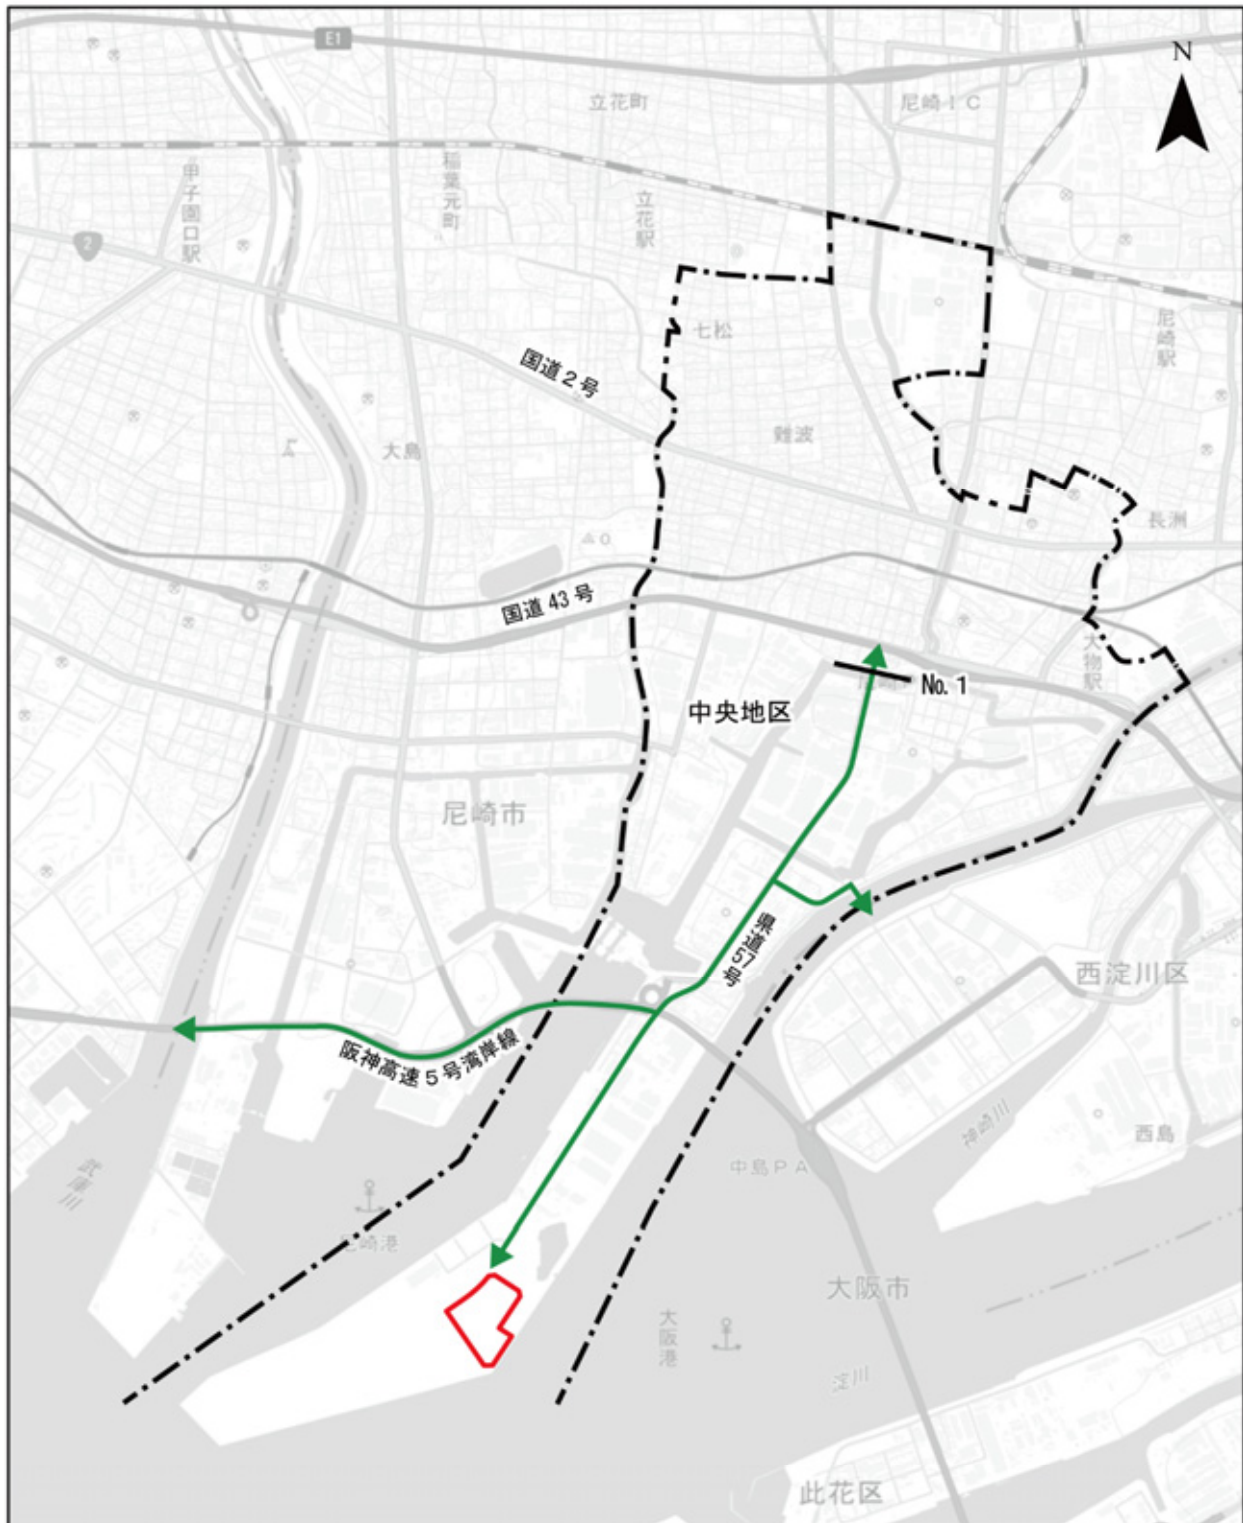 E1
N
立花町
尼崎IC
甲子園口駅
稲葉元町
立花駅
2
七松
尼崎駅
国道2号
難波
大島
長洲
国道43号
大物駅
No. 1
中央地区
尼崎市
県道57号
西淀川区
阪神高速5号湾岸線
神崎川
西島
中島PA
武庫川
尼崎港
大阪市
大阪港
淀川
此花区